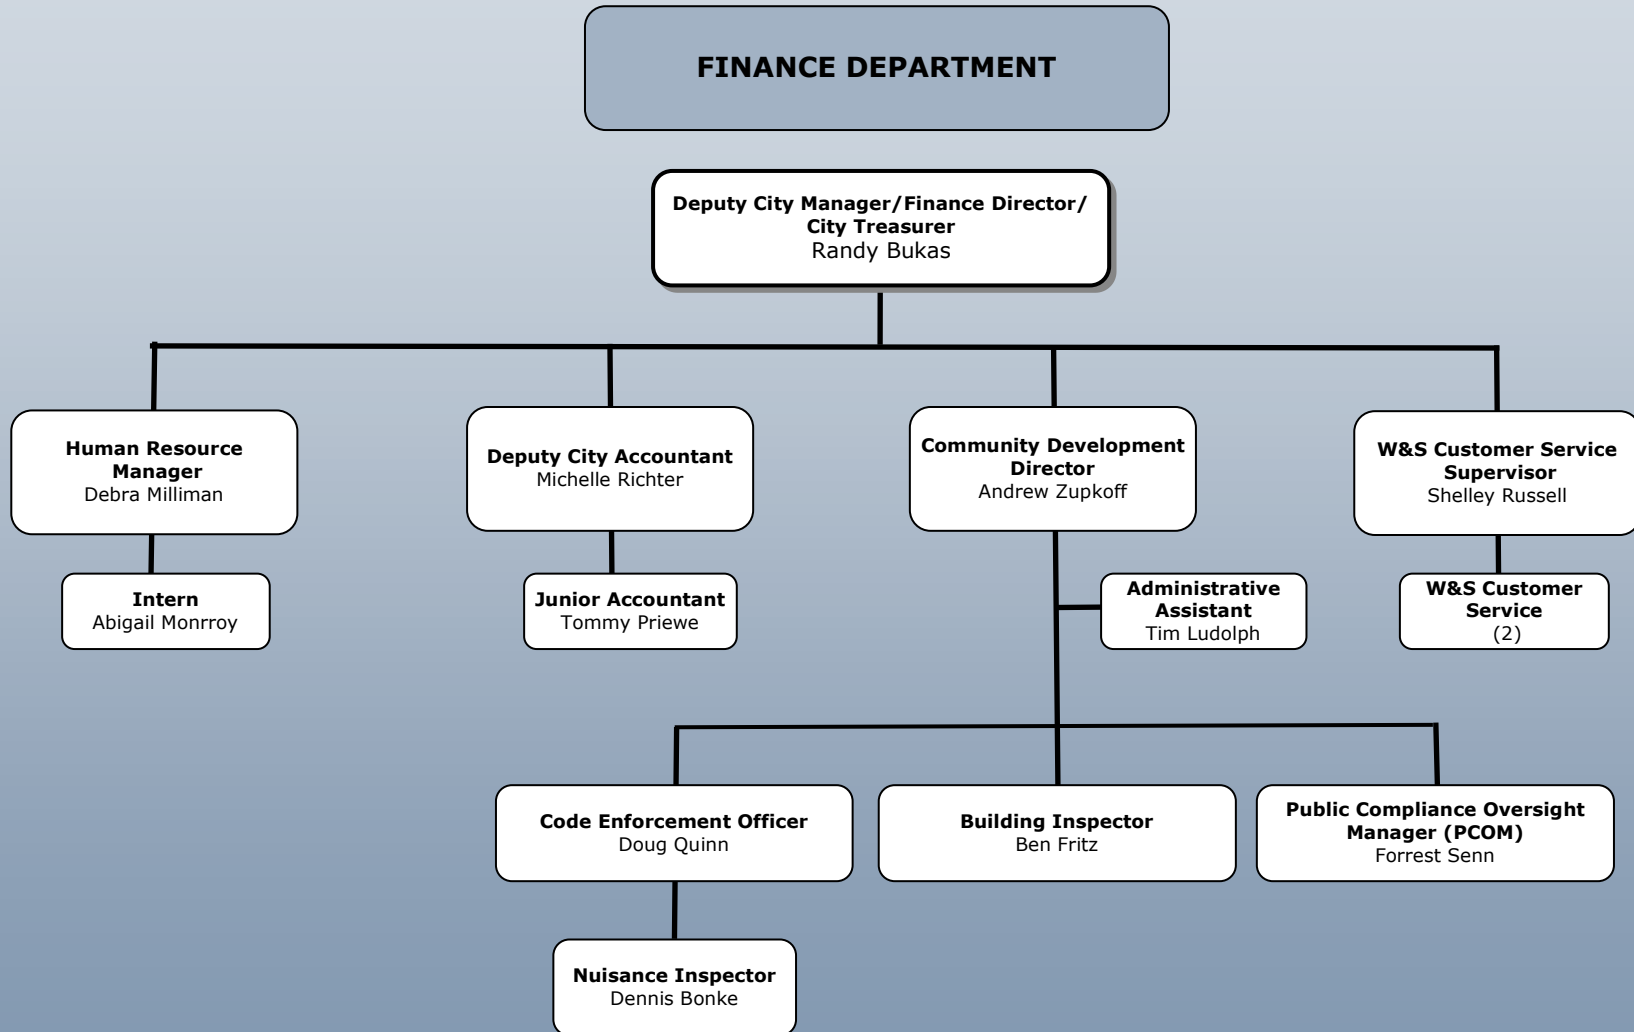 FINANCE DEPARTMENT
Deputy City Manager/Finance Director/
City Treasurer
Randy Bukas
Human Resource
Manager
Debra Milliman
Deputy City Accountant
Michelle Richter
Community Development
Director
Andrew Zupkoff
W&S Customer Service
Supervisor
Shelley Russell
Intern
Abigail Monrroy
Junior Accountant
Tommy Priewe
Administrative
Assistant
Tim Ludolph
W&S Customer
Service
(2)
Code Enforcement Officer
Doug Quinn
Building Inspector
Ben Fritz
Public Compliance Oversight
Manager (PCOM)
Forrest Senn
Nuisance Inspector
Dennis Bonke